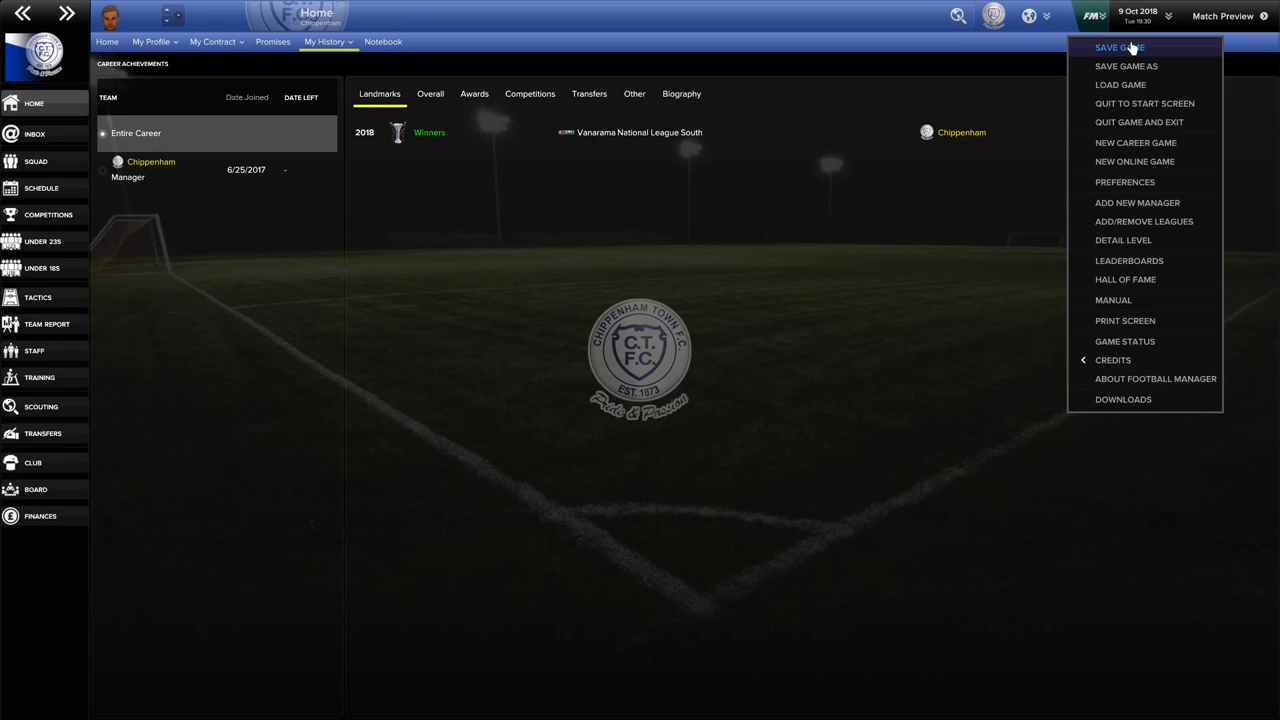 Home
Chippenham
FM
9 Oct 2018
Tue 19:30
Match Preview
Home
My Profile
My Contract
Promises
My History
Notebook
Pride & Passion
CAREER ACHIEVEMENTS
TEAM
Date Joined
DATE LEFT
Entire Career
Chippenham
Manager
6/25/2017
-
Landmarks
Overall
Awards
Competitions
Transfers
Other
Biography
2018
Winners
Vanarama National League South
Chippenham
HOME
INBOX
SQUAD
SCHEDULE
COMPETITIONS
UNDER 23S
UNDER 18S
TACTICS
TEAM REPORT
STAFF
TRAINING
SCOUTING
TRANSFERS
CLUB
BOARD
FINANCES
CHIPPENHAM TOWN F.C.
C.T.
F.C.
EST. 1873
Pride & Passion
SAVE GAME
SAVE GAME AS
LOAD GAME
QUIT TO START SCREEN
QUIT GAME AND EXIT
NEW CAREER GAME
NEW ONLINE GAME
PREFERENCES
ADD NEW MANAGER
ADD/REMOVE LEAGUES
DETAIL LEVEL
LEADERBOARDS
HALL OF FAME
MANUAL
PRINT SCREEN
GAME STATUS
CREDITS
ABOUT FOOTBALL MANAGER
DOWNLOADS